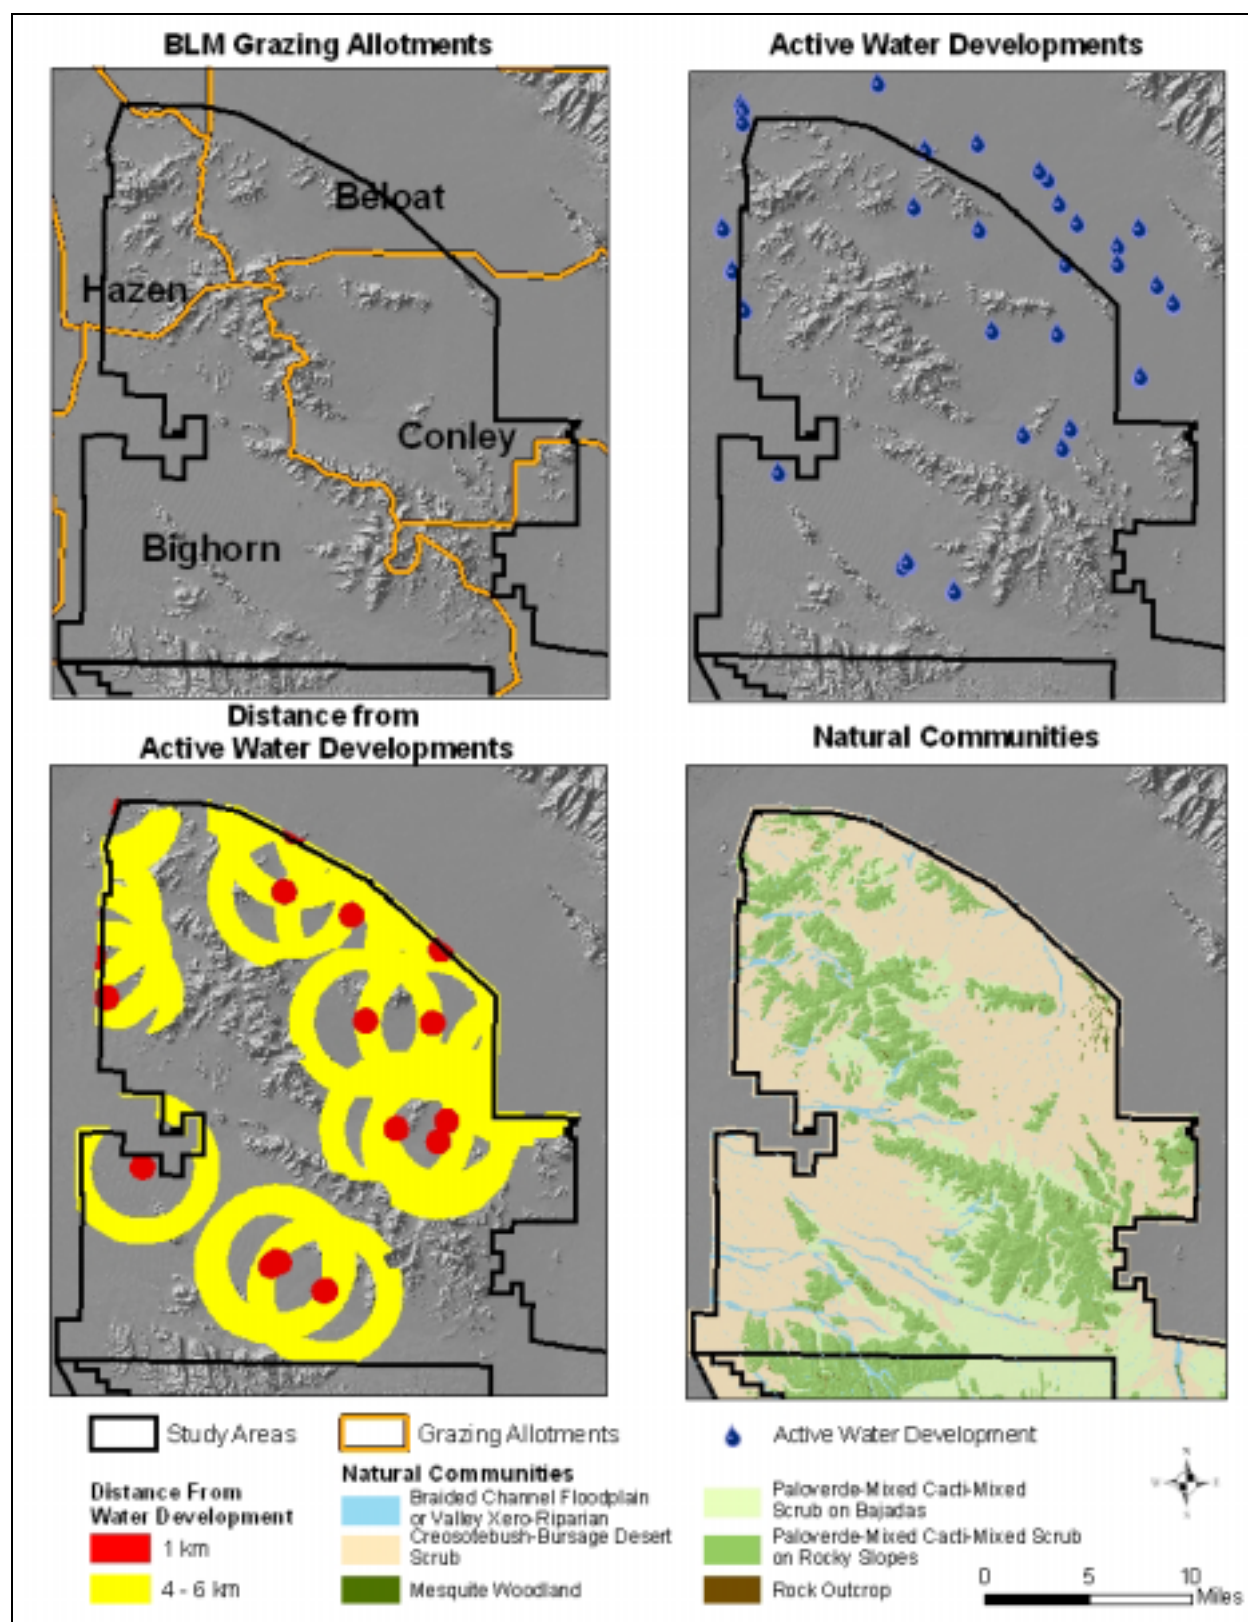 BLM Grazing Allotments
Active Water Developments
Beloat
Hazen
Conley
Bighorn
Distance from
Active Water Developments
Natural Communities
Study Areas
Grazing Allotments
Active Water Development
Distance From
Water Development
1 km
4 - 6 km
Natural Communities
Braided Channel Floodplain
or Valley Xero-Riparian
Creosotebush-Bursage Desert
Scrub
Mesquite Woodland
Paloverde-Mixed Cacti-Mixed
Scrub on Bajadas
Paloverde-Mixed Cacti-Mixed Scrub
on Rocky Slopes
Rock Outcrop
N
W E
S
0 5 10
Miles